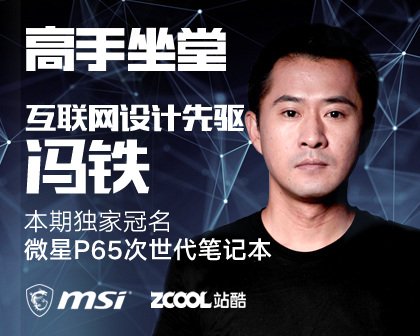 高手坐堂
互联网设计先驱
冯铁
本期独家冠名
微星P65次世代笔记本
msi ZCOOL站酷